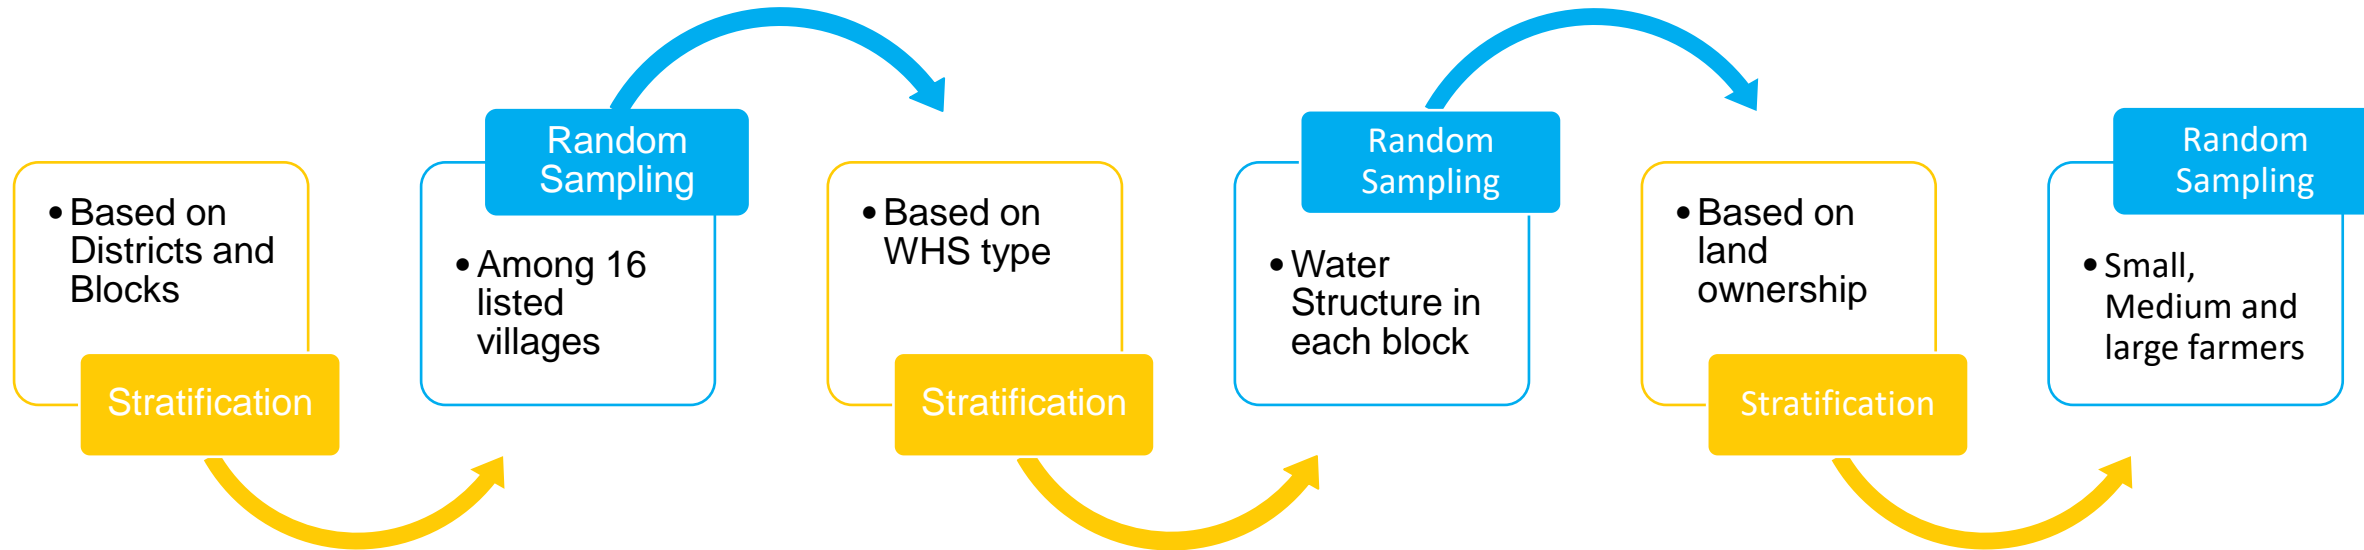 • Based on
Districts and
Blocks
Stratification
Random
Sampling
• Among 16
listed
villages
• Based on
WHS type
Stratification
Random
Sampling
• Water
Structure in
each block
• Based on
land
ownership
Stratification
Random
Sampling
• Small,
Medium and
large farmers